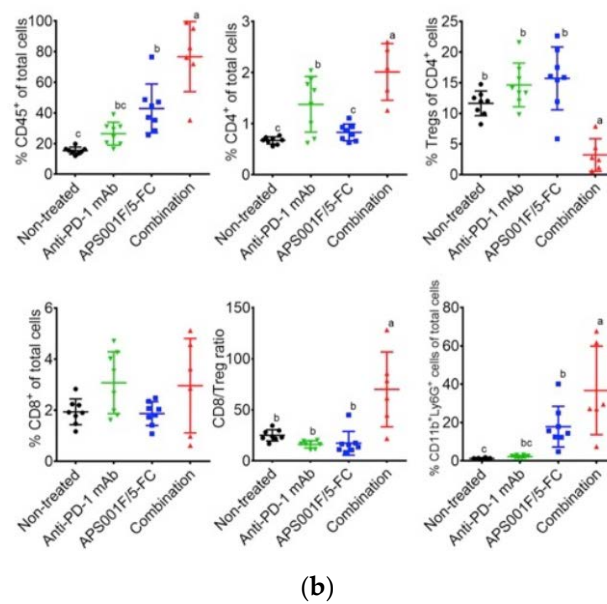 % CD45⁺ of total cells
100
80
60
40
20
0
c
bc
b
a
Non-treated
Anti-PD-1 mAb
APS001F/5-FC
Combination
% CD4⁺ of total cells
3
2
1
0
c
b
c
a
Non-treated
Anti-PD-1 mAb
APS001F/5-FC
Combination
% Tregs of CD4⁺
25
20
15
10
5
0
b
b
b
a
Non-treated
Anti-PD-1 mAb
APS001F/5-FC
Combination
% CD8⁺ of total cells
6
4
2
0
Non-treated
Anti-PD-1 mAb
APS001F/5-FC
Combination
CD8/Treg ratio
150
100
50
0
b
b
b
a
Non-treated
Anti-PD-1 mAb
APS001F/5-FC
Combination
% CD11b⁺Ly6G⁺ cells of total cells
80
60
40
20
0
c
bc
b
a
Non-treated
Anti-PD-1 mAb
APS001F/5-FC
Combination
(b)